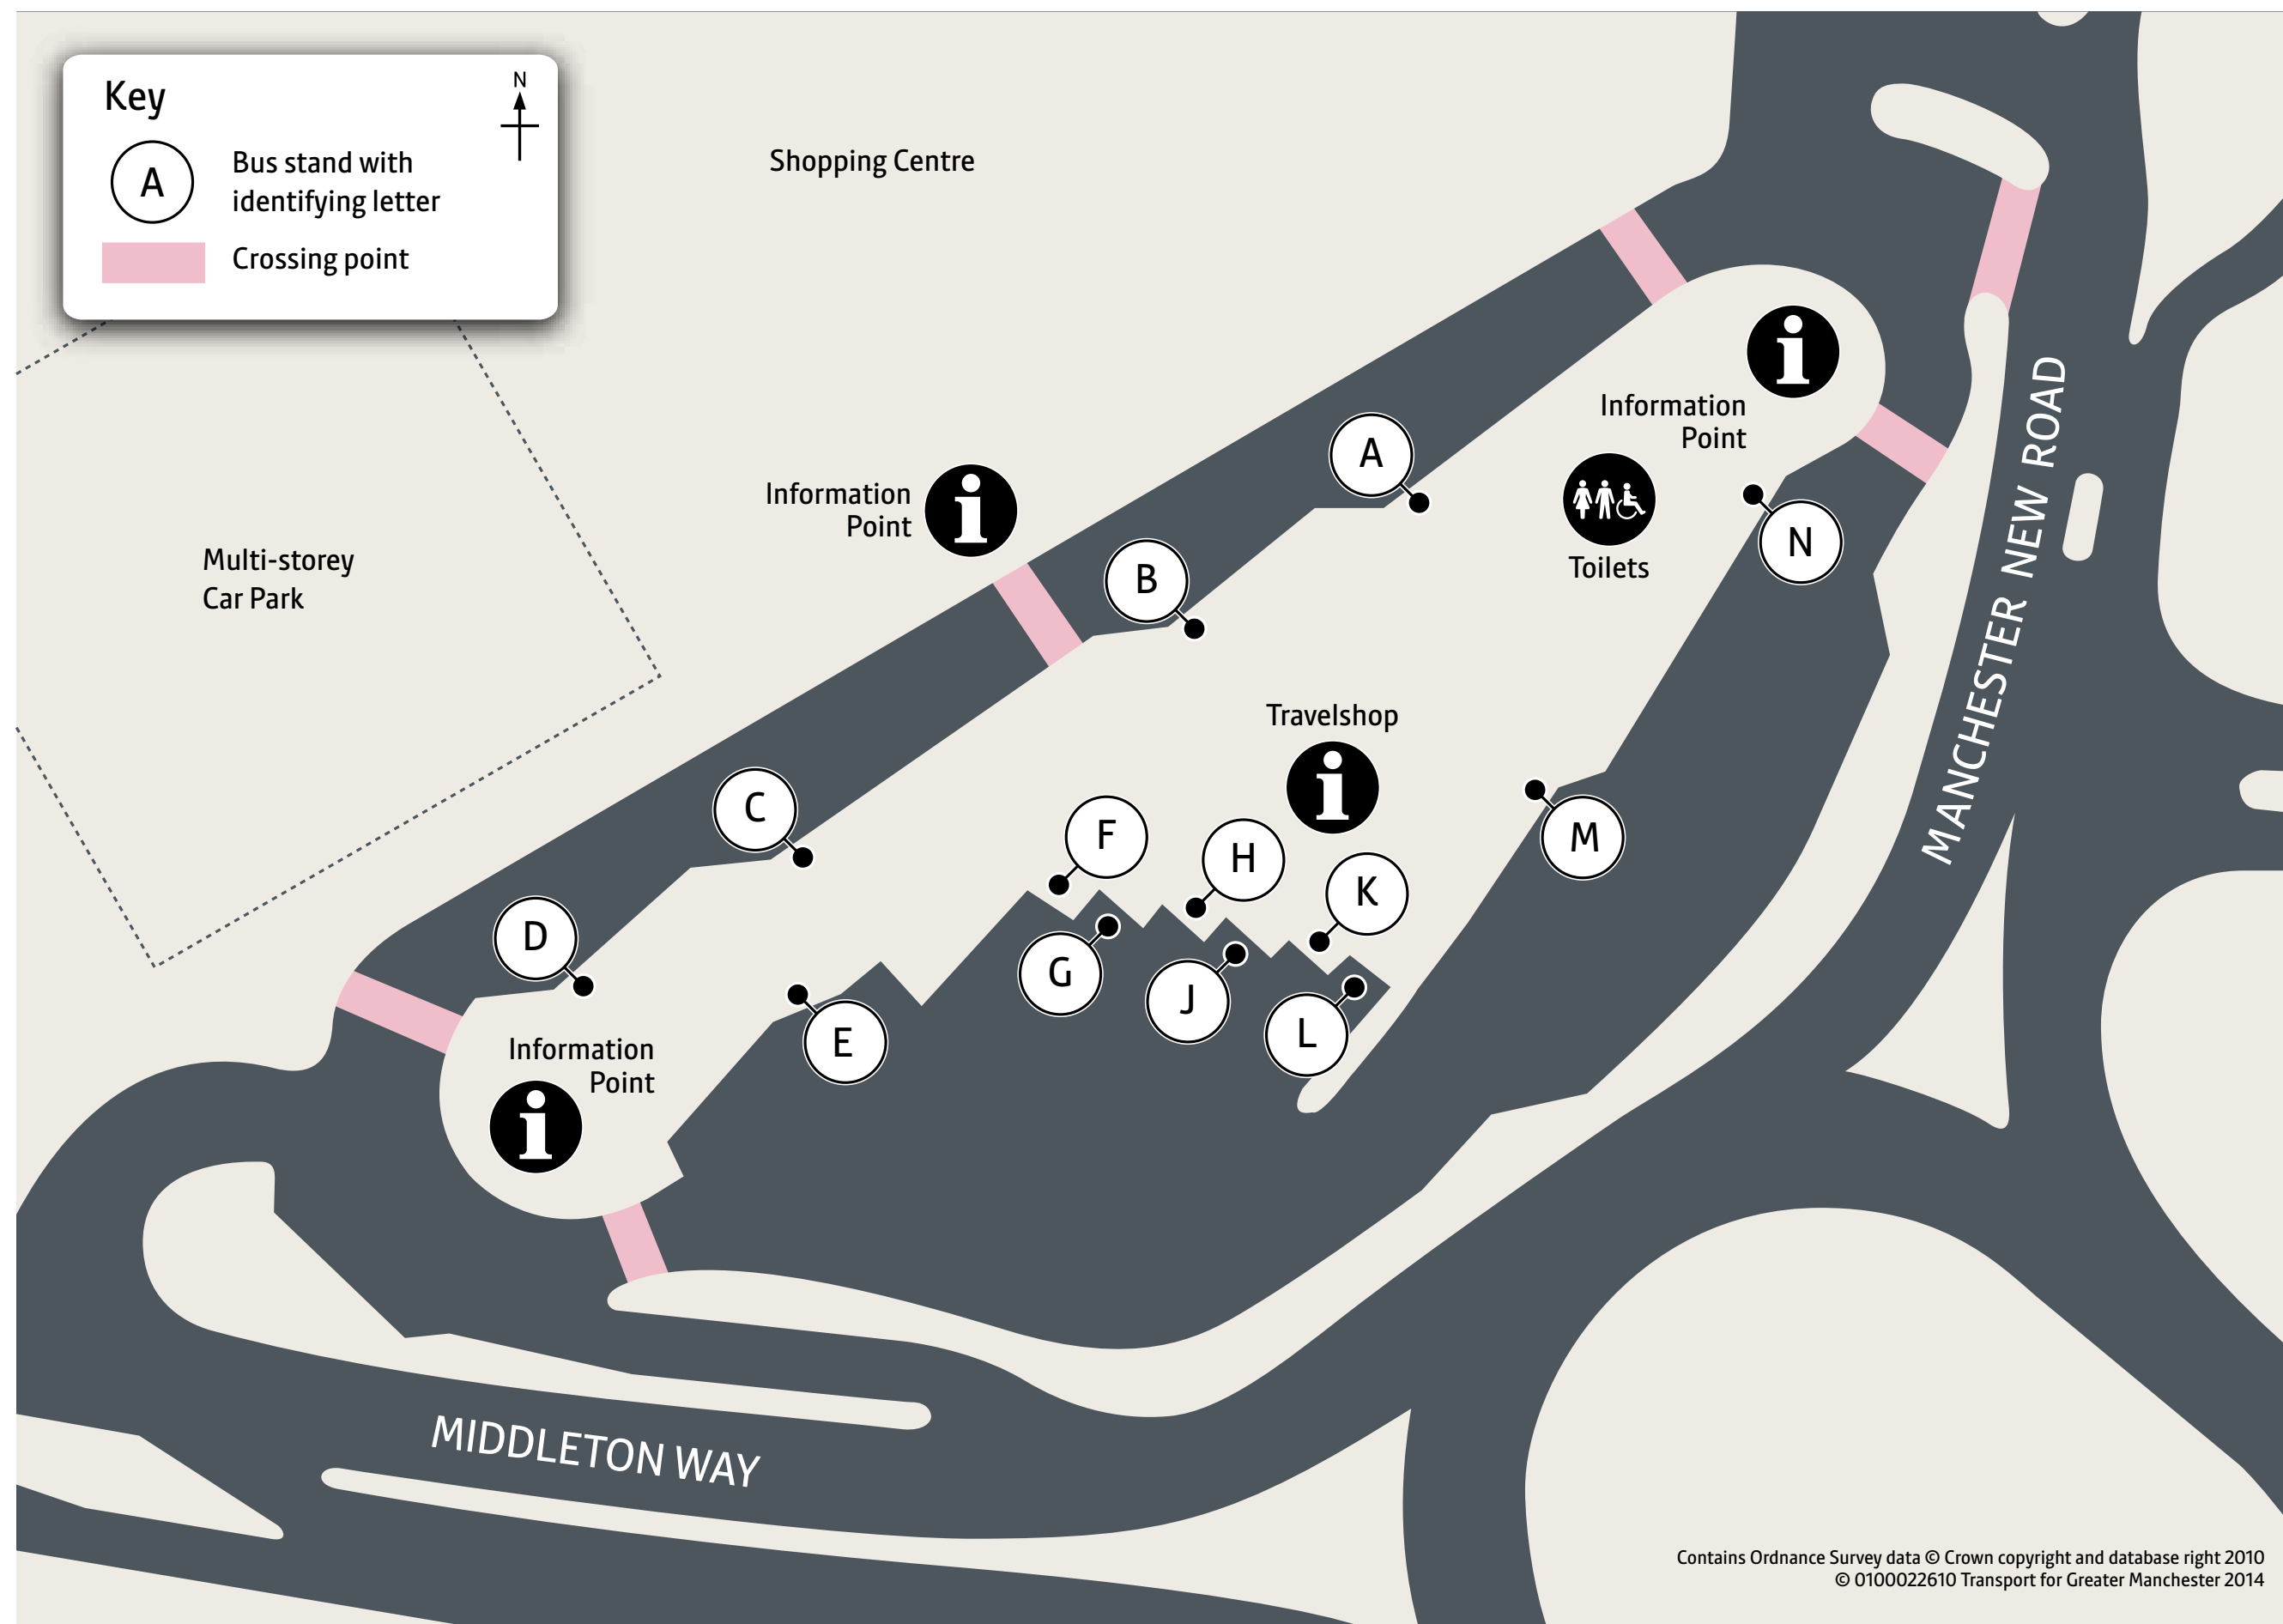 Key
N
A
Bus stand with
identifying letter
Crossing point
Shopping Centre
Multi-storey
Car Park
Information
Point
Information
Point
A
B
N
Toilets
MANCHESTER NEW ROAD
Travelshop
C
D
F
H
K
M
G
J
L
E
Information
Point
MIDDLETON WAY
Contains Ordnance Survey data © Crown copyright and database right 2010
© 0100022610 Transport for Greater Manchester 2014